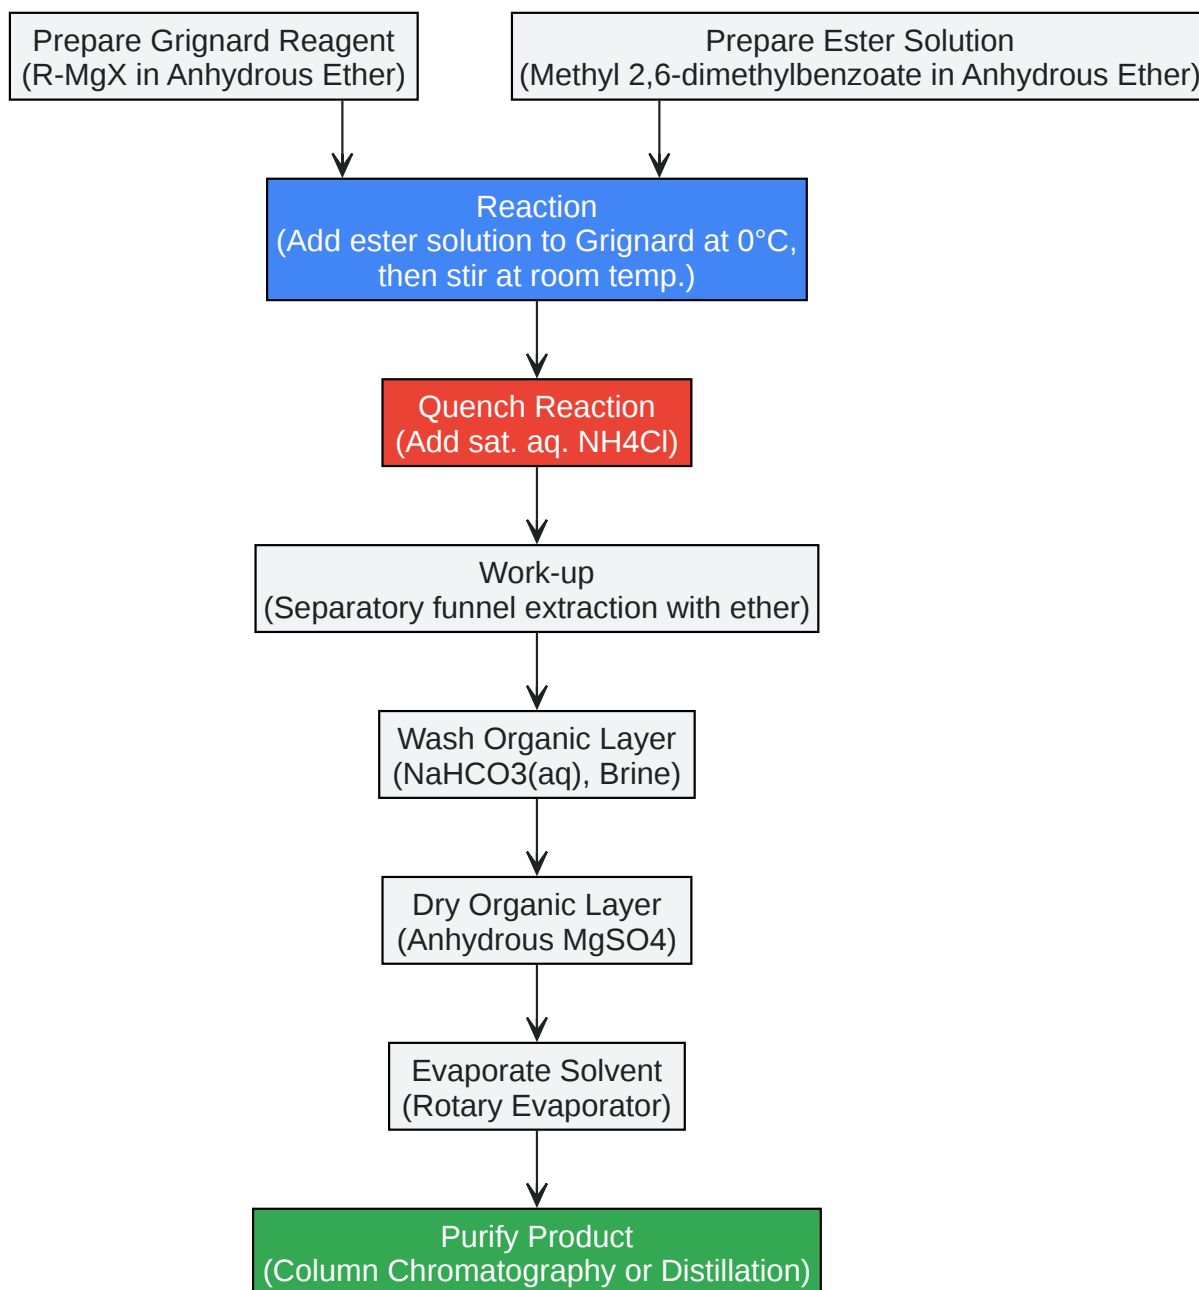 Prepare Grignard Reagent
(R-MgX in Anhydrous Ether)
Prepare Ester Solution
(Methyl 2,6-dimethylbenzoate in Anhydrous Ether)
Reaction
(Add ester solution to Grignard at 0°C,
then stir at room temp.)
Quench Reaction
(Add sat. aq. NH4Cl)
Work-up
(Separatory funnel extraction with ether)
Wash Organic Layer
(NaHCO3(aq), Brine)
Dry Organic Layer
(Anhydrous MgSO4)
Evaporate Solvent
(Rotary Evaporator)
Purify Product
(Column Chromatography or Distillation)